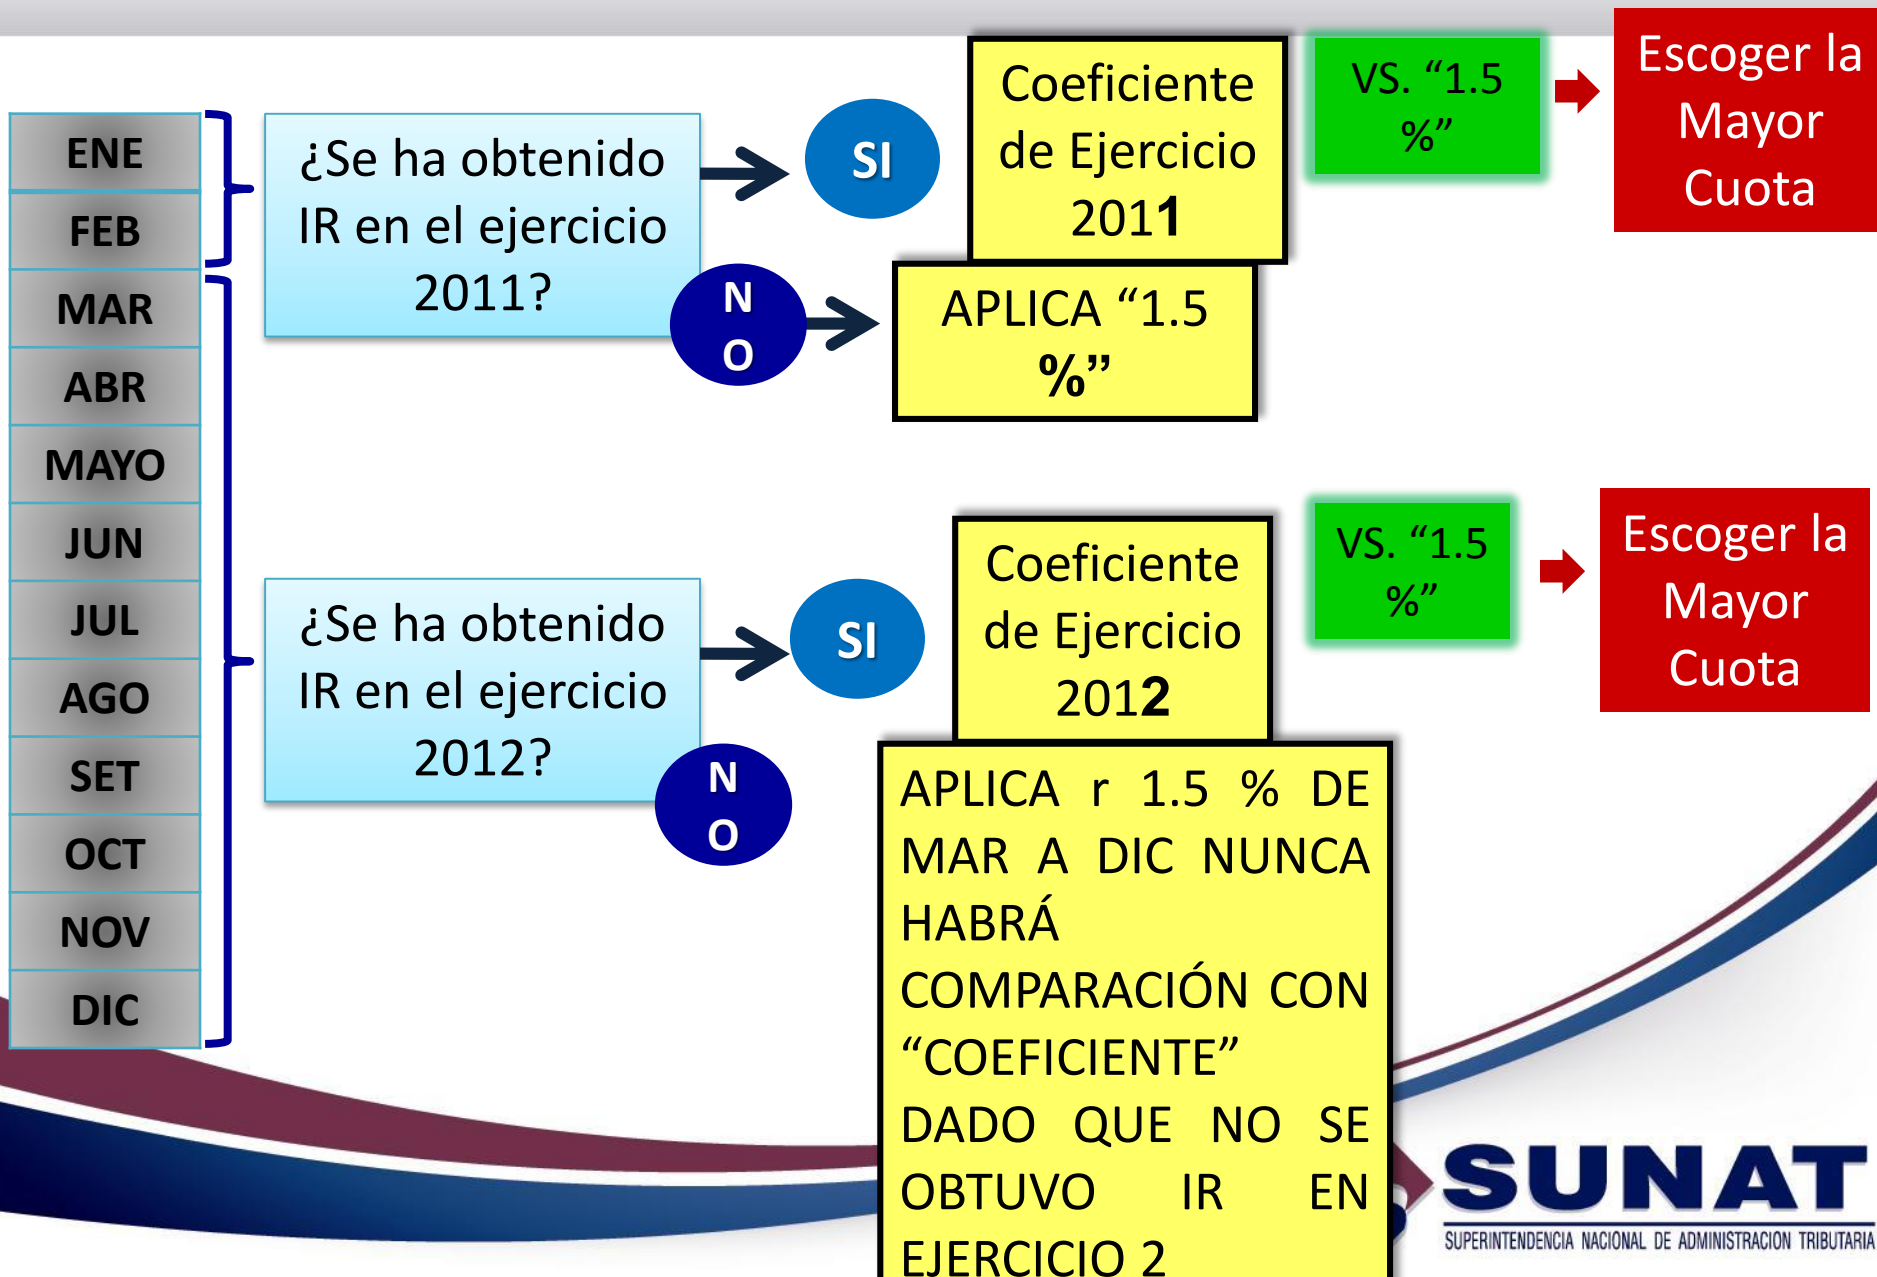 ENE
FEB
MAR
ABR
MAYO
JUN
JUL
AGO
SET
OCT
NOV
DIC
¿Se ha obtenido
IR en el ejercicio
2011?
SI
Coeficiente
de Ejercicio
2011
VS. “1.5
%”
Escoger la
Mayor
Cuota
N
O
APLICA “1.5
%”
¿Se ha obtenido
IR en el ejercicio
2012?
SI
Coeficiente
de Ejercicio
2012
VS. “1.5
%”
Escoger la
Mayor
Cuota
N
O
APLICA r 1.5 % DE
MAR A DIC NUNCA
HABRÁ
COMPARACIÓN CON
“COEFICIENTE”
DADO QUE NO SE
OBTUVO IR EN
EJERCICIO 2
SUNAT
SUPERINTENDENCIA NACIONAL DE ADMINISTRACION TRIBUTARIA